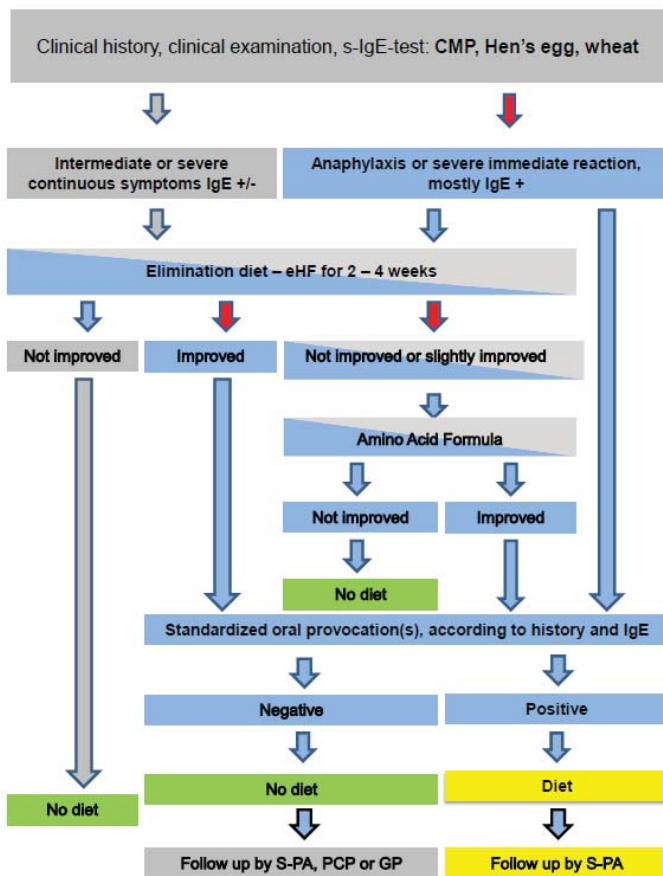 Clinical history, clinical examination, s-IgE-test: CMP, Hen's egg, wheat
Intermediate or severe
continuous symptoms IgE +/-
Anaphylaxis or severe immediate reaction,
mostly IgE +
Elimination diet – eHF for 2 – 4 weeks
Not improved
Improved
Not improved or slightly improved
Amino Acid Formula
Not improved
Improved
No diet
Standardized oral provocation(s), according to history and IgE
Negative
Positive
No diet
No diet
Diet
Follow up by S-PA, PCP or GP
Follow up by S-PA